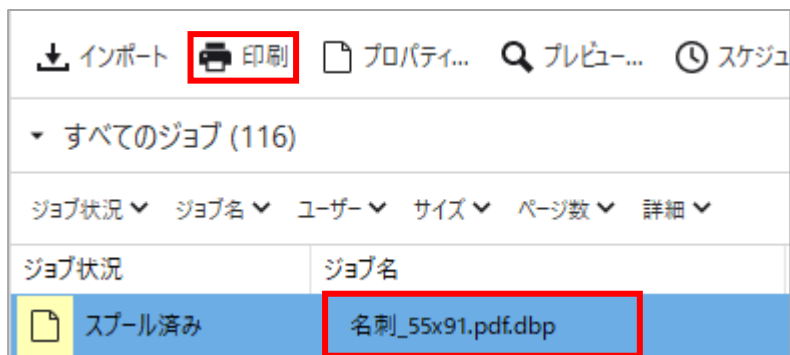 インポート 印刷 プロパティ... プレビュー... スケジュ
すべてのジョブ (116)
ジョブ状況 ジョブ名 ユーザー サイズ ページ数 詳細
ジョブ状況 ジョブ名
スプール済み 名刺_55x91.pdf.dbp